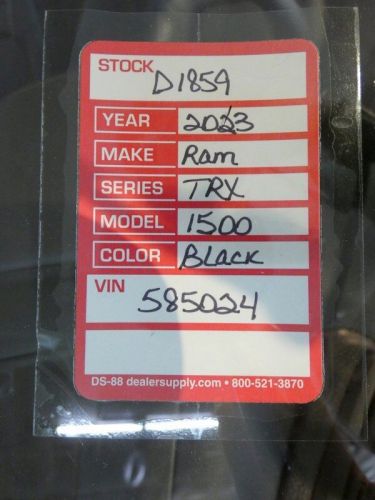 STOCK
D1859
YEAR 2023
MAKE Ram
SERIES TRX
MODEL 1500
COLOR BLACK
VIN
585024
DS-88 dealersupply.com • 800-521-3870